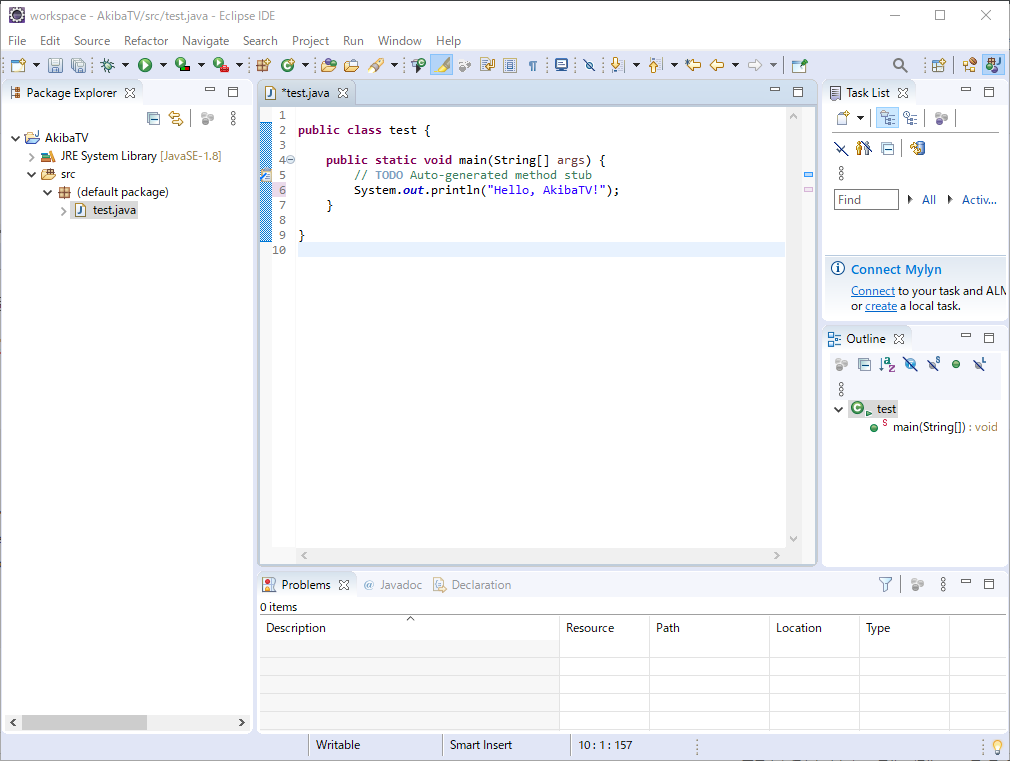 workspace - AkibaTV/src/test.java - Eclipse IDE
File Edit Source Refactor Navigate Search Project Run Window Help
Package Explorer
AkibaTV
JRE System Library [JavaSE-1.8]
src
(default package)
test.java
*test.java
1
2 public class test {
3
4 public static void main(String[] args) {
5 // TODO Auto-generated method stub
6 System.out.println("Hello, AkibaTV!");
7 }
8
9 }
10
Task List
Find All Activ...
Connect Mylyn
Connect to your task and ALM
or create a local task.
Outline
test
main(String[]) : void
Problems Javadoc Declaration
0 items
Description Resource Path Location Type
Writable Smart Insert 10 : 1 : 157